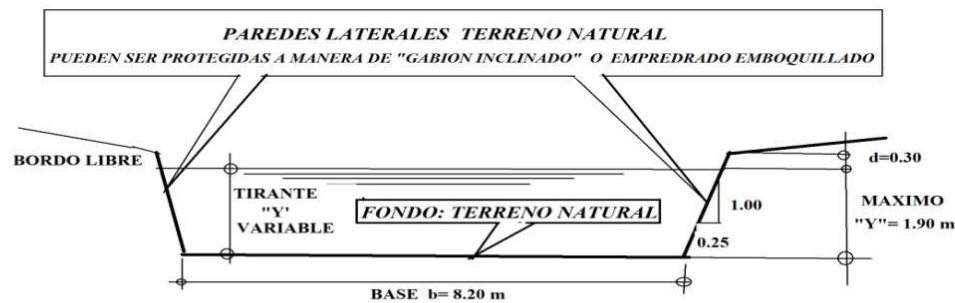 PAREDES LATERALES TERRENO NATURAL
PUEDEN SER PROTEGIDAS A MANERA DE "GABION INCLINADO" O EMPREDRADO EMBOQUILLADO
BORDO LIBRE
d=0.30
TIRANTE
"Y'
VARIABLE
FONDO: TERRENO NATURAL
1.00
0.25
MAXIMO
"Y"= 1.90 m
BASE b= 8.20 m